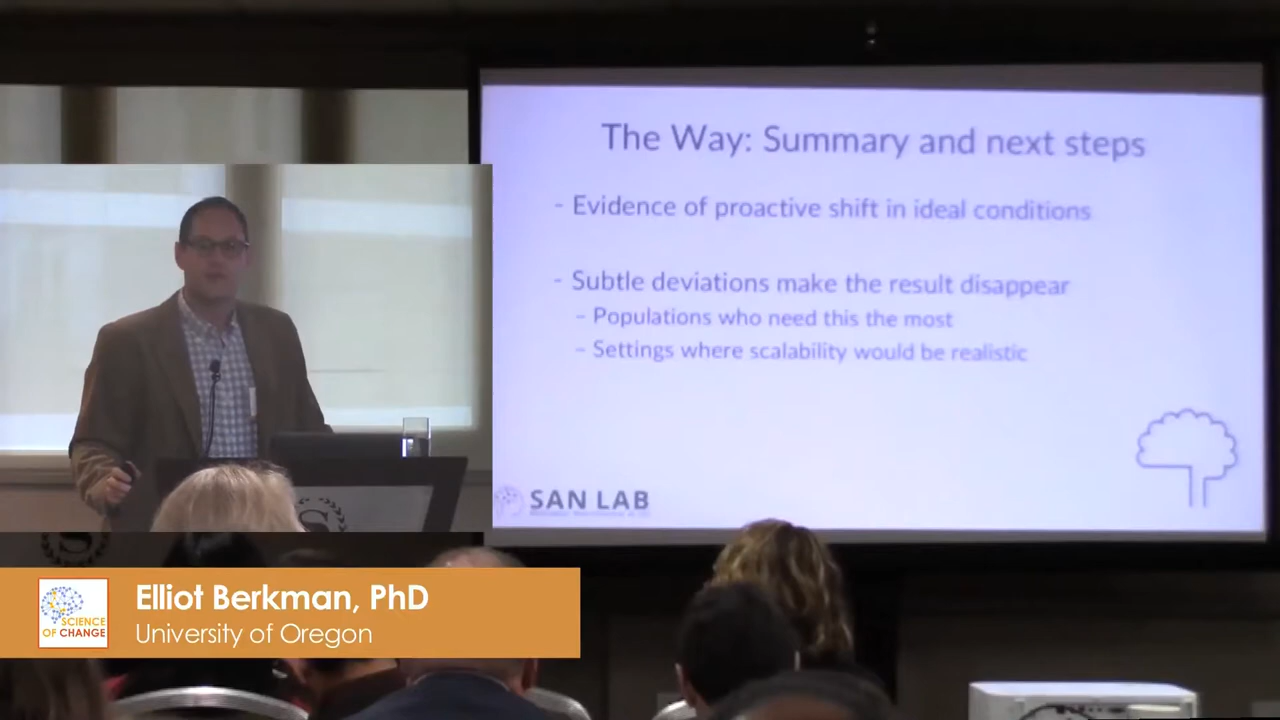 The Way: Summary and next steps
- Evidence of proactive shift in ideal conditions
- Subtle deviations make the result disappear
– Populations who need this the most
– Settings where scalability would be realistic
SAN LAB
S
S
SCIENCE
OF CHANGE
Elliot Berkman, PhD
University of Oregon